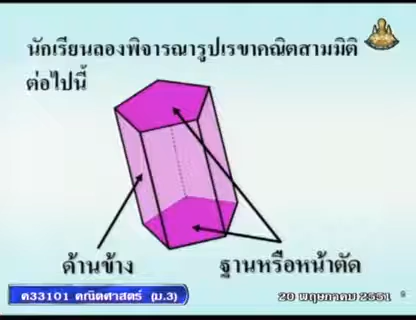 นักเรียนลองพิจารณารูปเรขาคณิตสามมิติ
ต่อไปนี้
ด้านข้าง
ฐานหรือหน้าตัด
ค33101 คณิตศาสตร์ (ม.3)
20 พฤษภาคม 2551